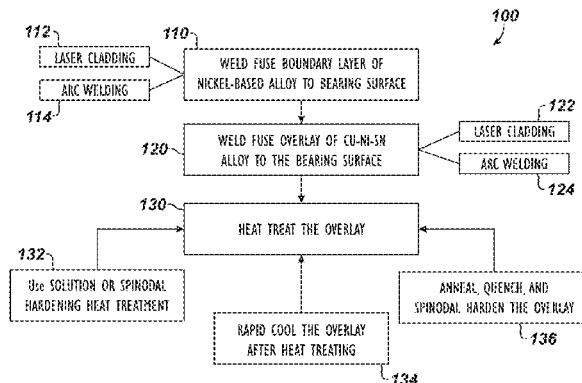 100
112
LASER CLADDING
ARC WELDING
114
110
WELD FUSE BOUNDARY LAYER OF
NICKEL-BASED ALLOY TO BEARING SURFACE
120
WELD FUSE OVERLAY OF CU-NI-SN
ALLOY TO THE BEARING SURFACE
122
LASER CLADDING
ARC WELDING
124
130
HEAT TREAT THE OVERLAY
132
Use SOLUTION OR SPINODAL
HARDENING HEAT TREATMENT
RAPID COOL THE OVERLAY
AFTER HEAT TREATING
134
ANNEAL, QUENCH, AND
SPINODAL HARDEN THE OVERLAY
136